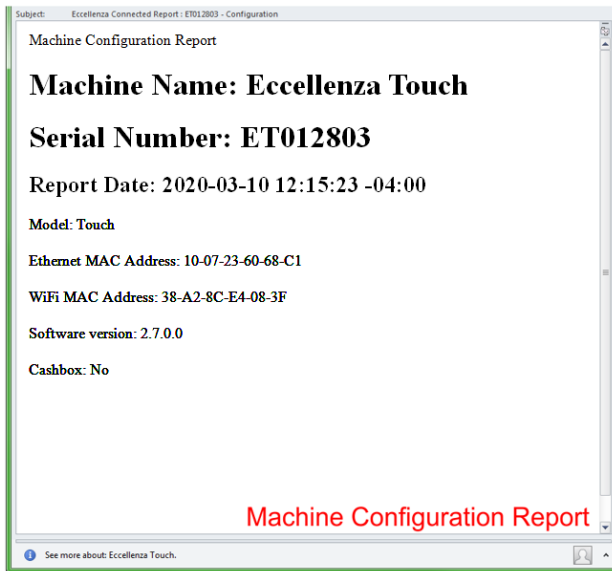 Subject: Eccellenza Connected Report : ET012803 - Configuration
Machine Configuration Report
Machine Name: Eccellenza Touch
Serial Number: ET012803
Report Date: 2020-03-10 12:15:23 -04:00
Model: Touch
Ethernet MAC Address: 10-07-23-60-68-C1
WiFi MAC Address: 38-A2-8C-E4-08-3F
Software version: 2.7.0.0
Cashbox: No
Machine Configuration Report
See more about: Eccellenza Touch.